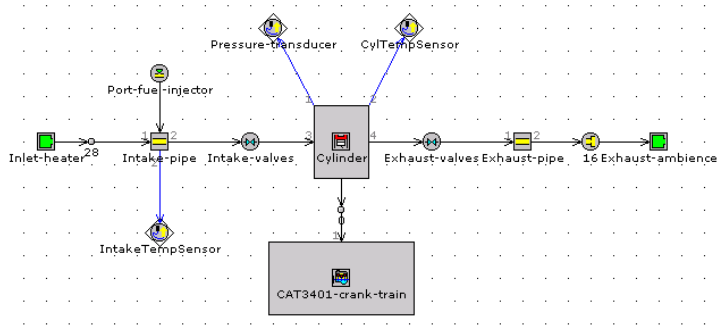 Pressure-transducer CylTempSensor
Port-fuel-injector
1 2
1 2 3 4 1 2
Inlet-heater 28 Intake-pipe Intake-valves Cylinder Exhaust-valves Exhaust-pipe 16 Exhaust-ambience
2
0
IntakeTempSensor
1
CAT3401-crank-train